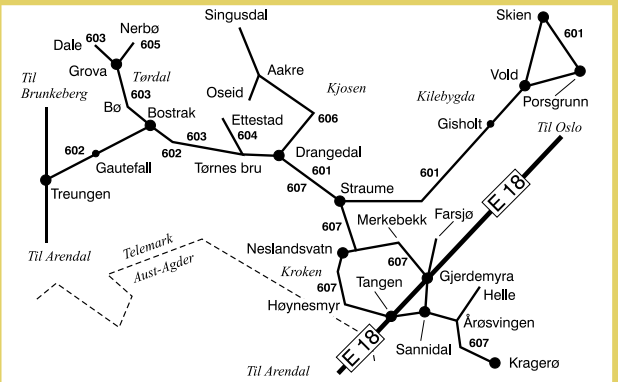 Singusdal
Skien
601
Nerbø
603
605
Dale
Grova
Tørdal
Aakre
Kjosen
Til
Brunkeberg
Oseid
Kilebygda
Vold
Porsgrunn
603
Bø
Bostrak
Ettestad
606
Gisholt
Til Oslo
603
604
602
602
Gautefall
Tørnes bru
Drangedal
601
601
607
Treungen
Straume
E 18
607
Merkebekk
Farsjø
Til Arendal
Telemark
Aust-Agder
Neslandsvatn
607
Kroken
Tangen
Gjerdemyra
607
Helle
Høynesmyr
Årøsvingen
E 18
Sannidal
607
Til Arendal
Kragerø